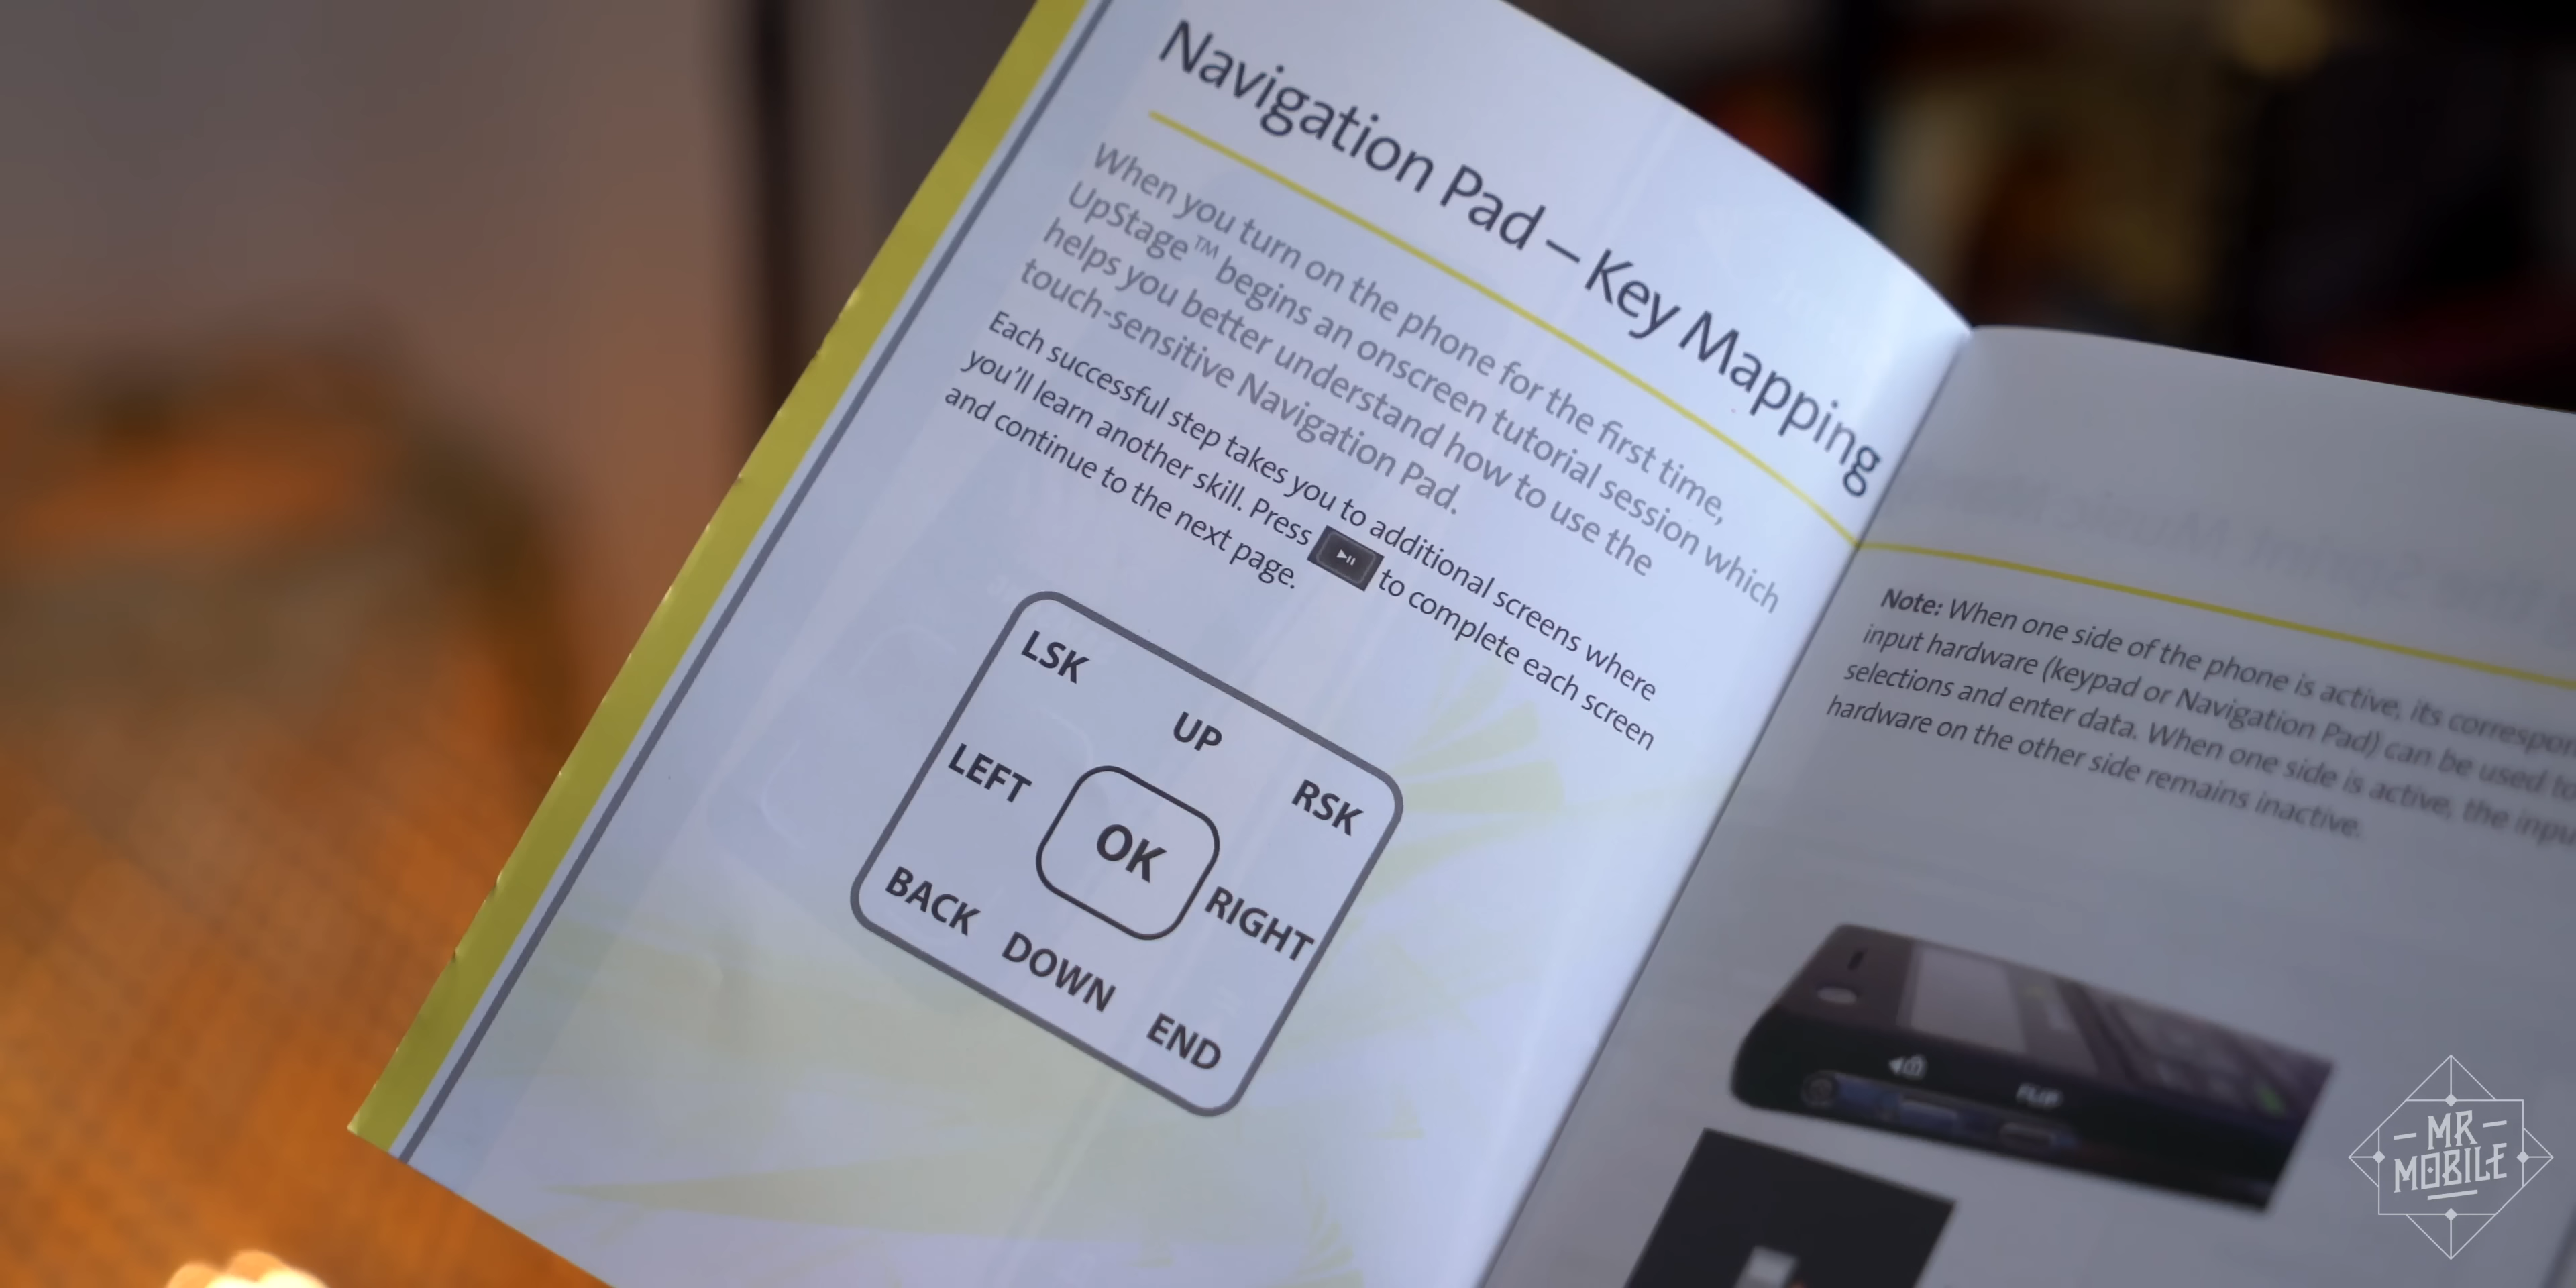 Navigation Pad – Key Mapping
When you turn on the phone for the first time,
UpStage™ begins an onscreen tutorial session which
helps you better understand how to use the
touch-sensitive Navigation Pad.
Each successful step takes you to additional screens where
you'll learn another skill. Press to complete each screen
and continue to the next page.
LSK
UP
RSK
LEFT
OK
RIGHT
BACK
DOWN
END
Note: When one side of the phone is active, its correspon
input hardware (keypad or Navigation Pad) can be used to
selections and enter data. When one side is active, the input
hardware on the other side remains inactive.
FLIP
MR
MOBILE